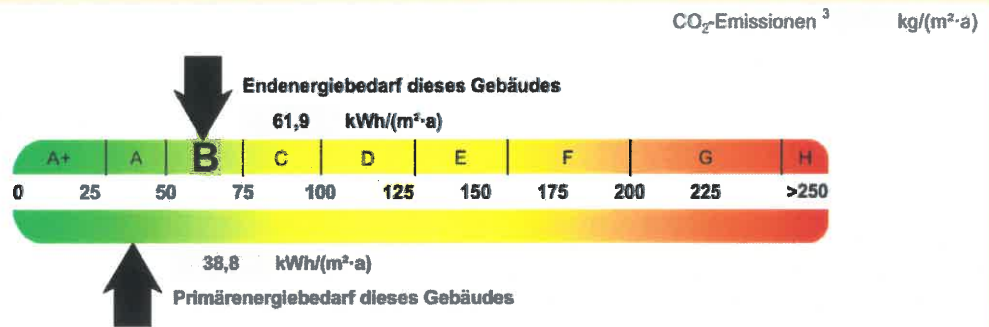 CO₂-Emissionen ³ kg/(m²·a)
Endenergiebedarf dieses Gebäudes
61,9 kWh/(m²·a)
A+ A B C D E F G H
0 25 50 75 100 125 150 175 200 225 >250
38,8 kWh/(m²·a)
Primärenergiebedarf dieses Gebäudes